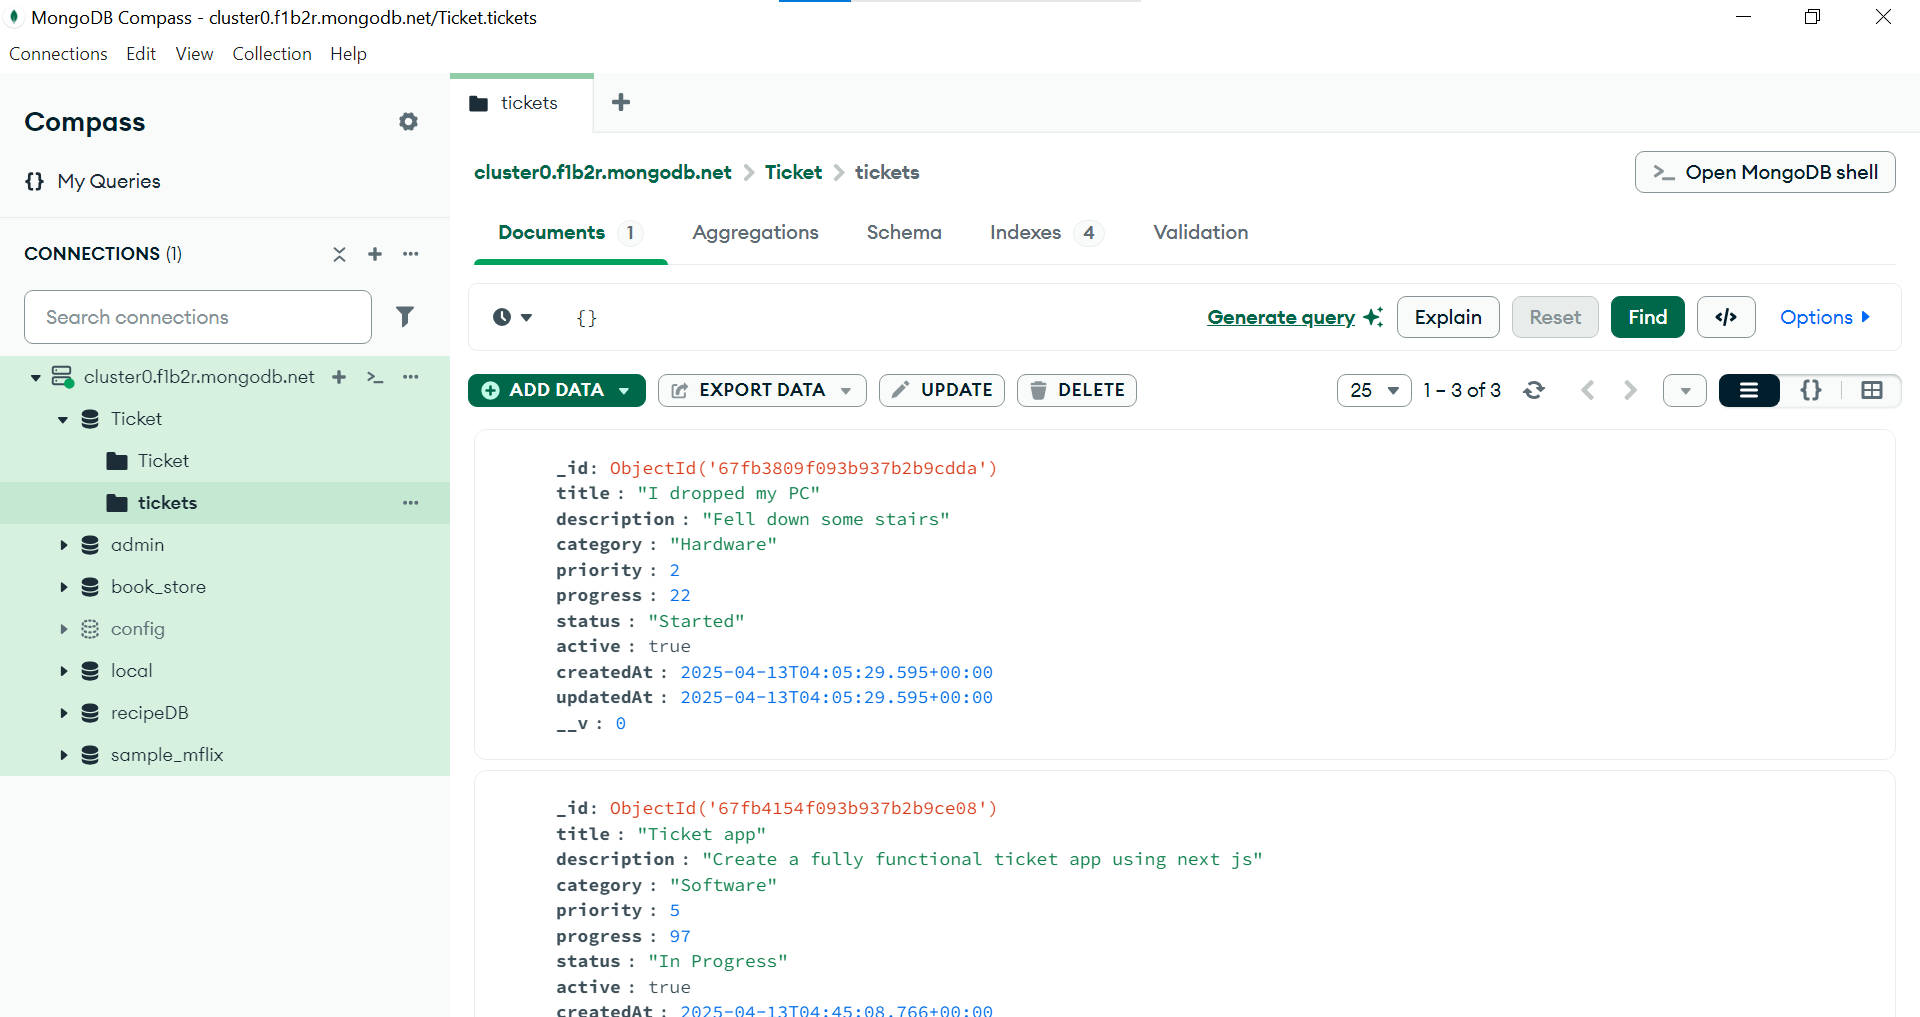 MongoDB Compass - cluster0.f1b2r.mongodb.net/Ticket.tickets
Connections Edit View Collection Help
Compass
{} My Queries
CONNECTIONS (1)
Search connections
cluster0.f1b2r.mongodb.net
Ticket
Ticket
tickets
admin
book_store
config
local
recipeDB
sample_mflix
tickets
cluster0.f1b2r.mongodb.net > Ticket > tickets
>_ Open MongoDB shell
Documents 1 Aggregations Schema Indexes 4 Validation
{} Generate query Explain Reset Find </> Options
ADD DATA EXPORT DATA UPDATE DELETE 25 1 – 3 of 3 {}
_id: ObjectId('67fb3809f093b937b2b9cdda')
title : "I dropped my PC"
description : "Fell down some stairs"
category : "Hardware"
priority : 2
progress : 22
status : "Started"
active : true
createdAt : 2025-04-13T04:05:29.595+00:00
updatedAt : 2025-04-13T04:05:29.595+00:00
__v : 0
_id: ObjectId('67fb4154f093b937b2b9ce08')
title : "Ticket app"
description : "Create a fully functional ticket app using next js"
category : "Software"
priority : 5
progress : 97
status : "In Progress"
active : true
createdAt : 2025-04-13T04:45:08.766+00:00